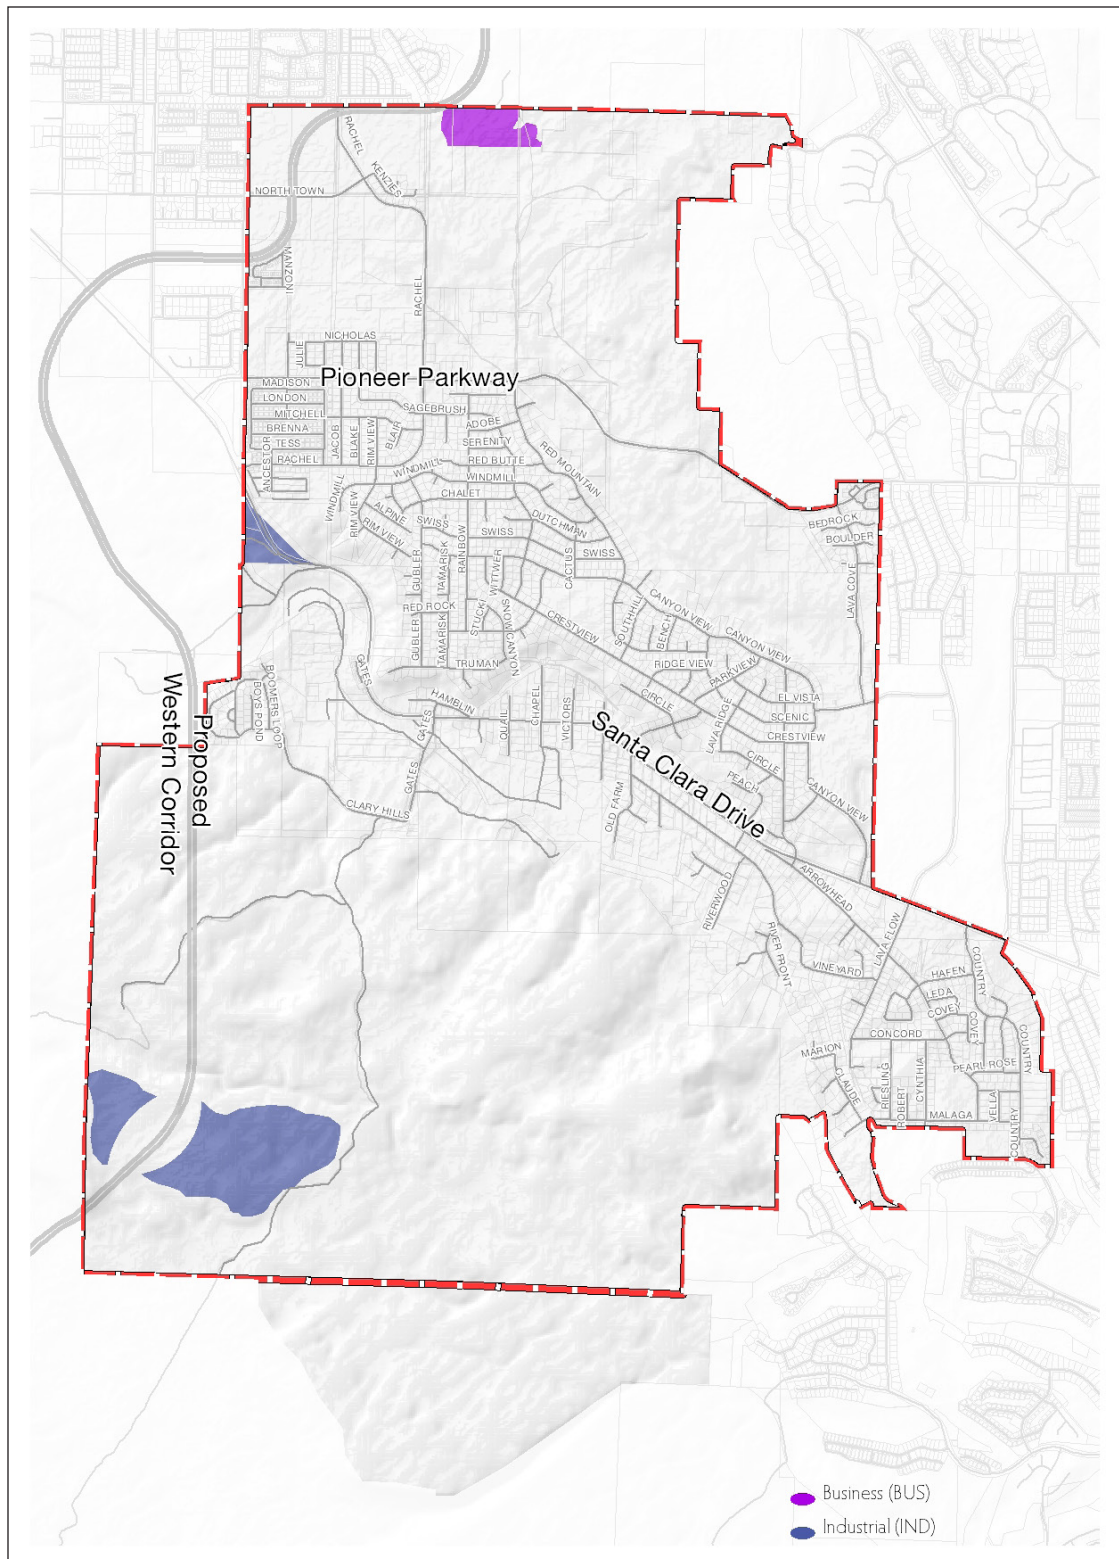 RACHEL
KENZIES
NORTH TOWN
MANZONI
RACHEL
NICHOLAS
JULIE
Pioneer Parkway
MADISON
LONDON
SAGEBRUSH
MITCHELL
ADOBE
BRENNA
BLAIR
JACOB
BLAKE
RIM VIEW
TESS
SERENITY
RED MOUNTAIN
ANCESTOR
RACHEL
WINDMILL
RED BUTTE
WINDMILL
WINDMILL
CHALET
RIM VIEW
ALPINE
SWISS
DUTCHMAN
RIM VIEW
SWISS
BEDROCK
BOULDER
RAINBOW
TAMARISK
GUBLER
WITTWER
CACTUS
SWISS
LAVA COVE
RED ROCK
STUCKI
SNOW CANYON
CRESTVIEW
SOUTHHILL
BENCH
CANYON VIEW
CANYON VIEW
GUBLER
TAMARISK
TRUMAN
RIDGE VIEW
PARKVIEW
GATES
BOOMERS LOOP
BOYS POND
HAMBLIN
GATES
QUAIL
CHAPEL
VICTORS
CIRCLE
EL VISTA
SCENIC
LAVA RIDGE
CRESTVIEW
Proposed
Western Corridor
Santa Clara Drive
GATES
CIRCLE
PEACH
CANYON VIEW
CLARY HILLS
OLD FARM
ARROWHEAD
RIVERWOOD
RIVER FRONT
LAVA FLOW
VINEYARD
HAFEN
COUNTRY
LEDA
COVEY
COVEY
CONCORD
COUNTRY
MARION
PEARL ROSE
CLAUDE
RIESLING
ROBERT
CYNTHIA
MALAGA
VELLA
COUNTRY
Business (BUS)
Industrial (IND)